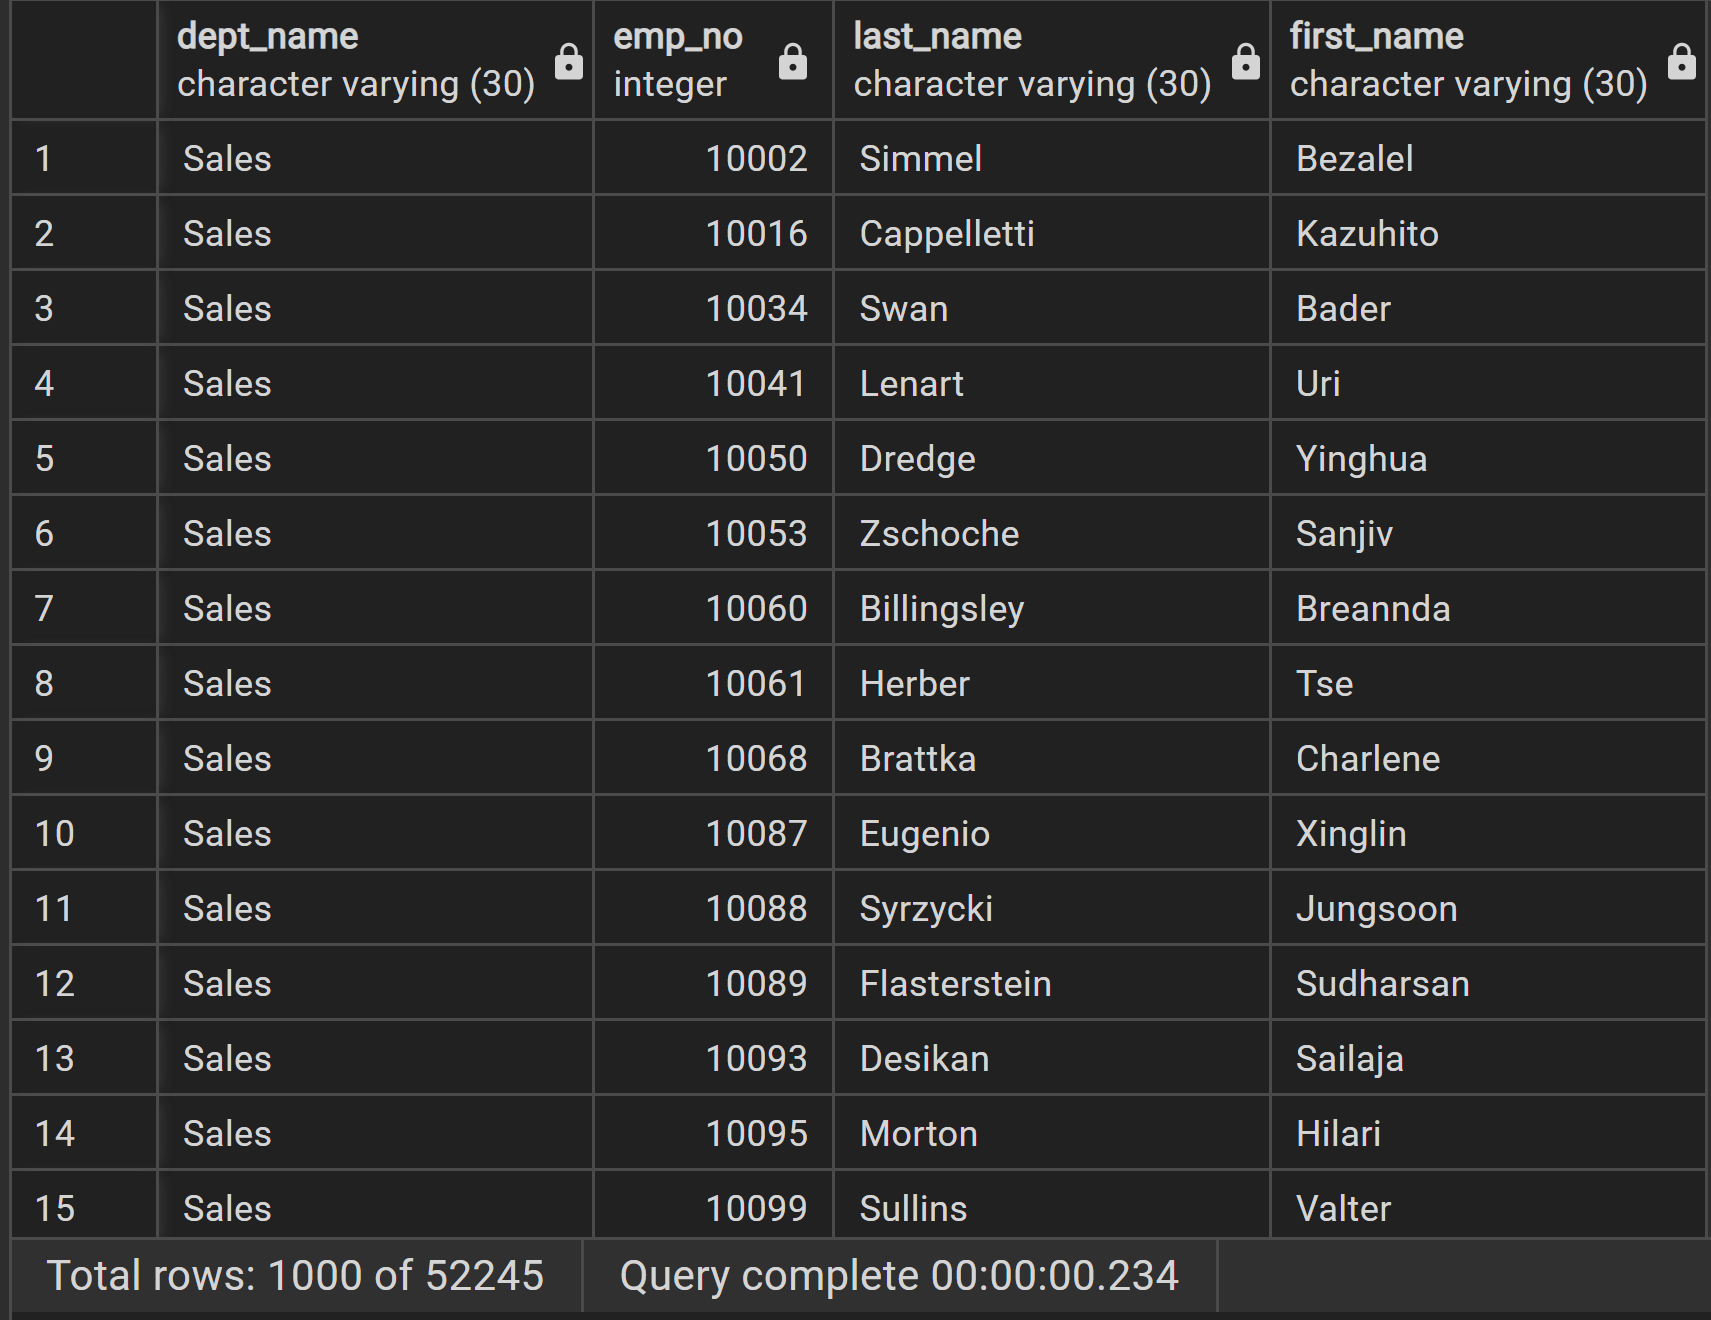 dept_name emp_no last_name first_name
character varying (30) integer character varying (30) character varying (30)
1 Sales 10002 Simmel Bezalel
2 Sales 10016 Cappelletti Kazuhito
3 Sales 10034 Swan Bader
4 Sales 10041 Lenart Uri
5 Sales 10050 Dredge Yinghua
6 Sales 10053 Zschoche Sanjiv
7 Sales 10060 Billingsley Breannda
8 Sales 10061 Herber Tse
9 Sales 10068 Brattka Charlene
10 Sales 10087 Eugenio Xinglin
11 Sales 10088 Syrzycki Jungsoon
12 Sales 10089 Flasterstein Sudharsan
13 Sales 10093 Desikan Sailaja
14 Sales 10095 Morton Hilari
15 Sales 10099 Sullins Valter
Total rows: 1000 of 52245 Query complete 00:00:00.234